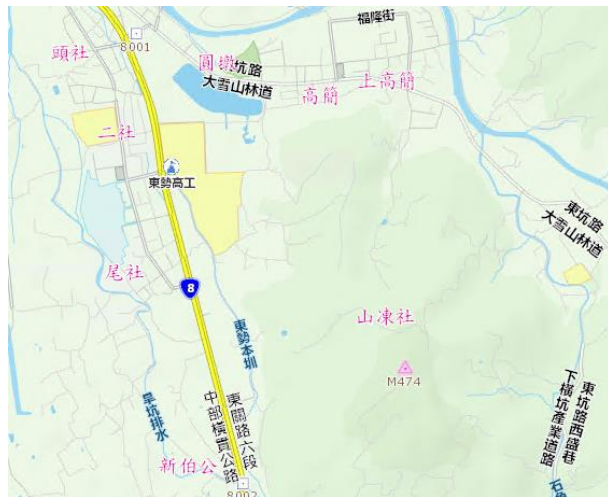 福隆街
8001
頭社
圓墩
東坑路
大雪山林道
高簡
上高簡
二社
東勢高工
東坑路
大雪山林道
尾社
8
山凍社
東勢本圳
M474
旱坑排水
中部橫貫公路
東關路六段
東坑路西盛巷
下橫坑產業道路
新伯公
8002